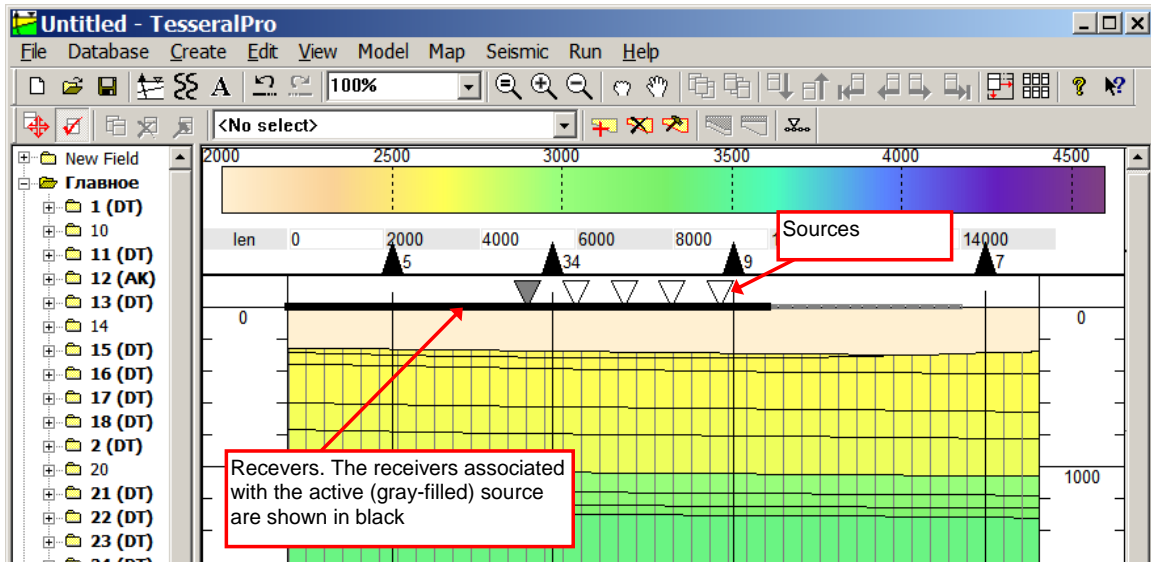 Untitled - TesseralPro
File Database Create Edit View Model Map Seismic Run Help
100%
<No select>
New Field
Главное
1 (DT)
10
11 (DT)
12 (AK)
13 (DT)
14
15 (DT)
16 (DT)
17 (DT)
18 (DT)
2 (DT)
20
21 (DT)
22 (DT)
23 (DT)
24 (DT)
2000 2500 3000 3500 4000 4500
len 0 2000 4000 6000 8000 14000
Sources
5 34 9 7
0 0
1000
Recevers. The receivers associated
with the active (gray-filled) source
are shown in black